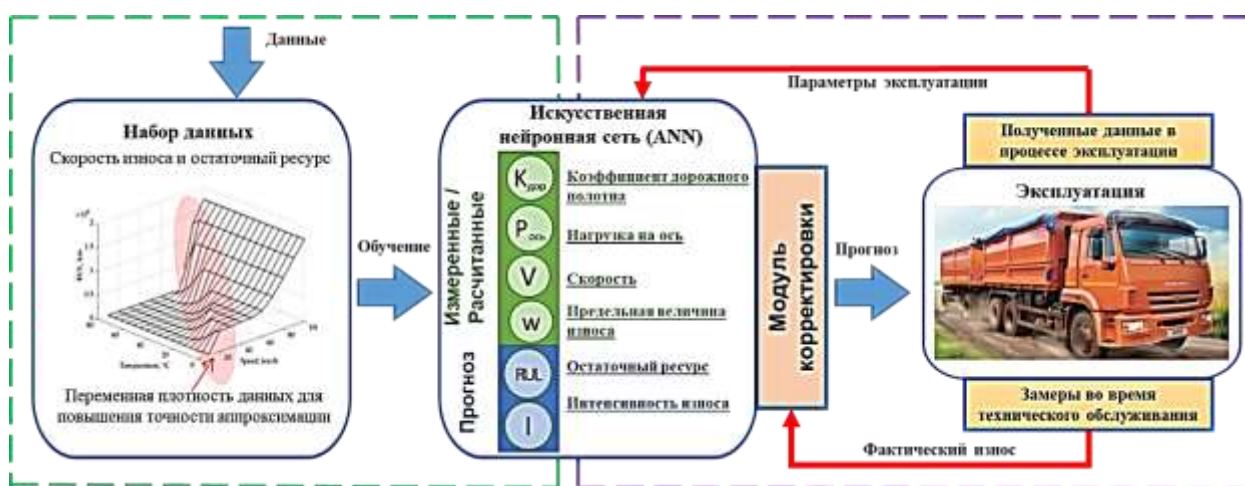 Данные
Набор данных
Скорость износа и остаточный ресурс
Переменная плотность данных для
повышения точности аппроксимации
Обучение
Искусственная
нейронная сеть (ANN)
Измеренные /
Расчитанные
Прогноз
Kдор
Коэффициент дорожного
полотна
Pось
Нагрузка на ось
V
Скорость
w
Предельная величина
износа
RUL
Остаточный ресурс
I
Интенсивность износа
Модуль
корректировки
Прогноз
Параметры эксплуатации
Полученные данные в
процессе эксплуатации
Эксплуатация
Замеры во время
технического обслуживания
Фактический износ